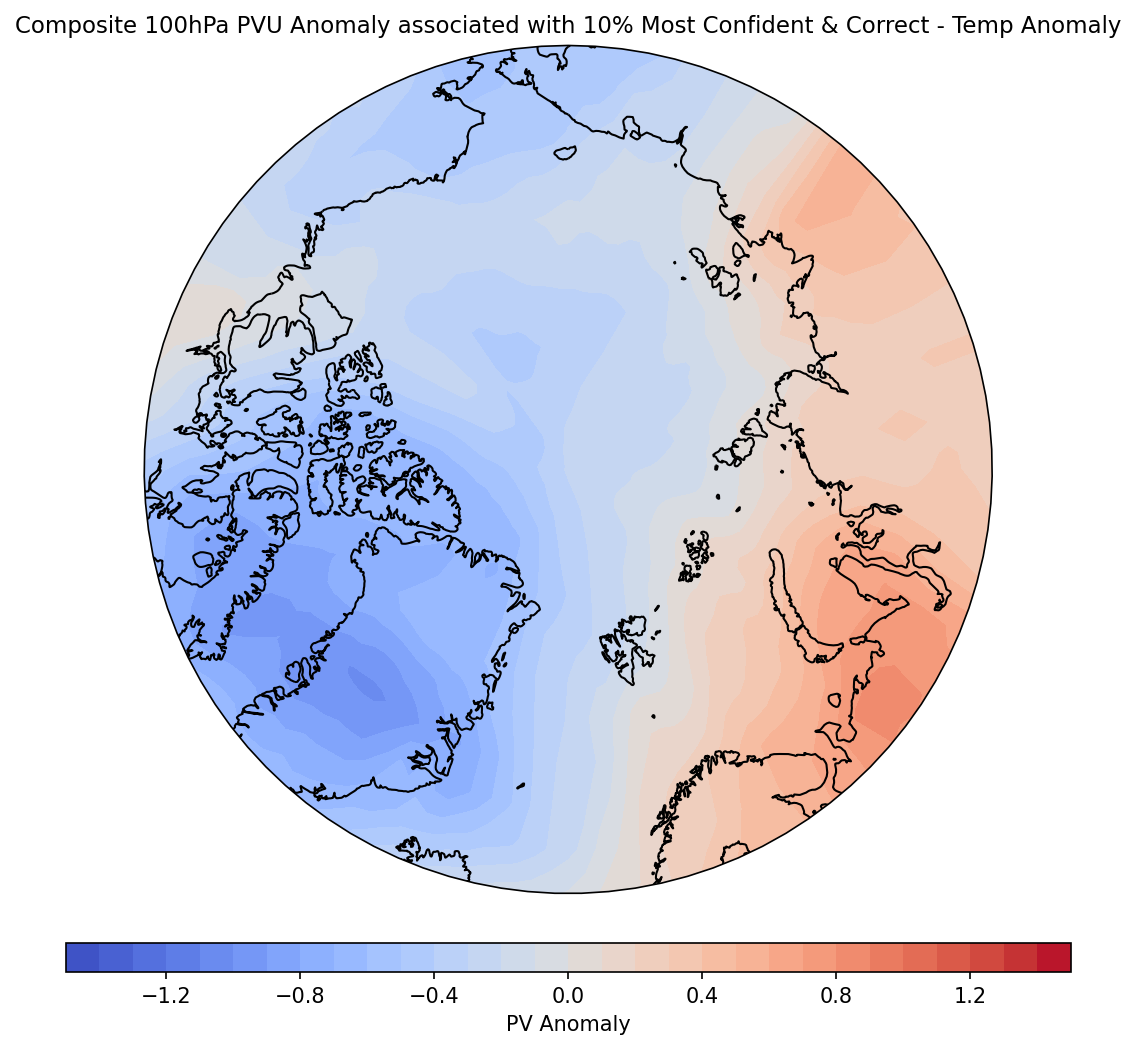 Composite 100hPa PVU Anomaly associated with 10% Most Confident & Correct - Temp Anomaly
−1.2 −0.8 −0.4 0.0 0.4 0.8 1.2
PV Anomaly